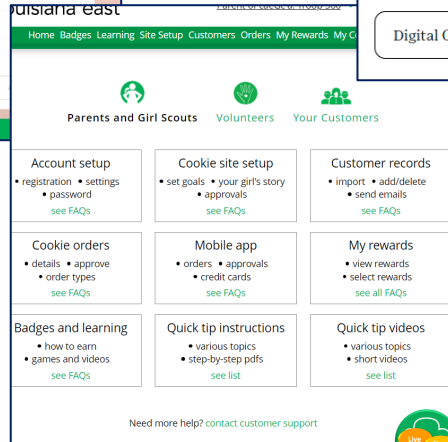 Digital
Home Badges Learning Site Setup Customers Orders My Rewards My
Parents and Girl Scouts Volunteers Your Customers
Account setup
• registration • settings
• password
see FAQs
Cookie site setup
• set goals • your girl's story
• approvals
see FAQs
Customer records
• import • add/delete
• send emails
see FAQs
Cookie orders
• details • approve
• order types
see FAQs
Mobile app
• orders • approvals
• credit cards
see FAQs
My rewards
• view rewards
• select rewards
see all FAQs
Badges and learning
• how to earn
• games and videos
see FAQs
Quick tip instructions
• various topics
• step-by-step pdfs
see list
Quick tip videos
• various topics
• short videos
see list
Need more help? contact customer support
Live